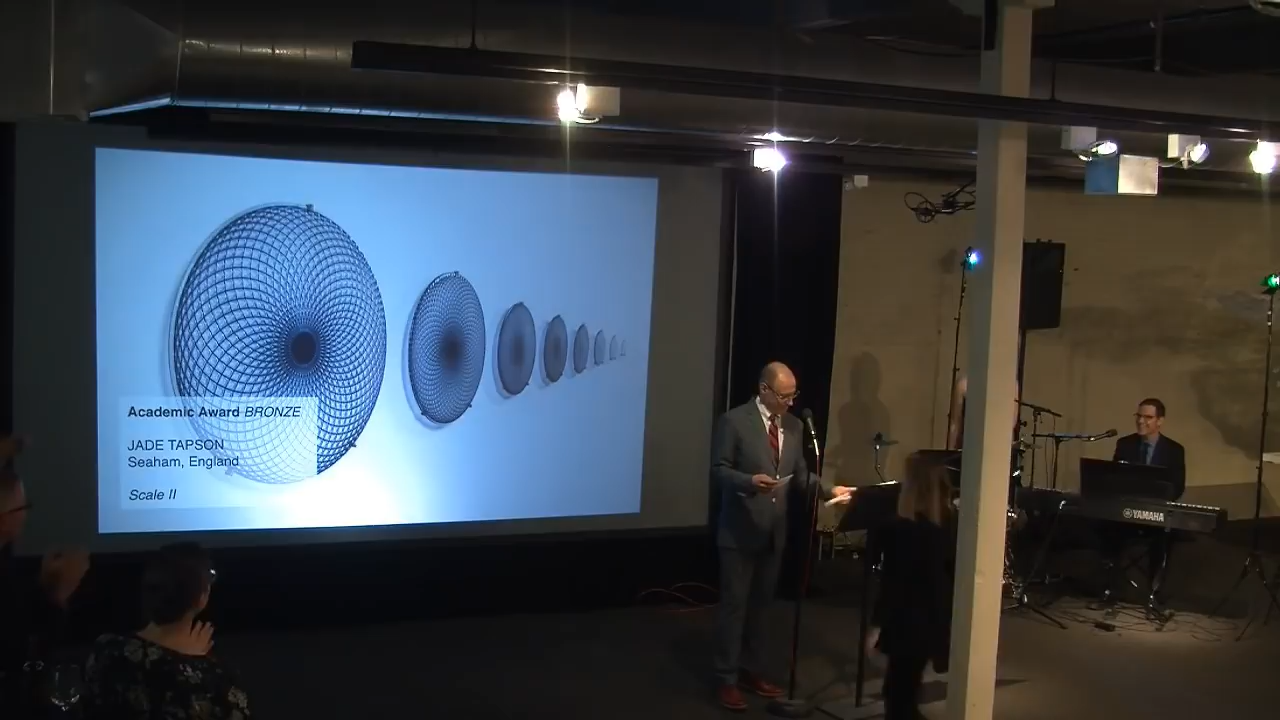 Academic Award BRONZE
JADE TAPSON
Seaham, England
Scale II
YAMAHA